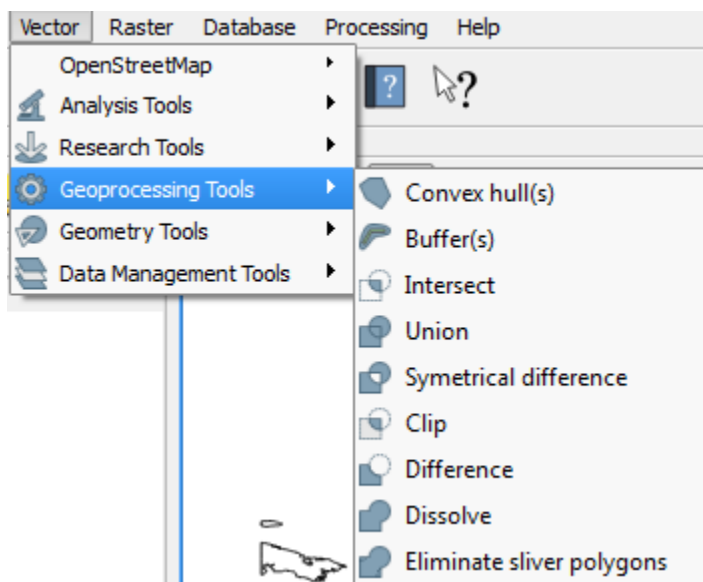 Vector Raster Database Processing Help
OpenStreetMap
Analysis Tools
Research Tools
Geoprocessing Tools
Geometry Tools
Data Management Tools
Convex hull(s)
Buffer(s)
Intersect
Union
Symetrical difference
Clip
Difference
Dissolve
Eliminate sliver polygons